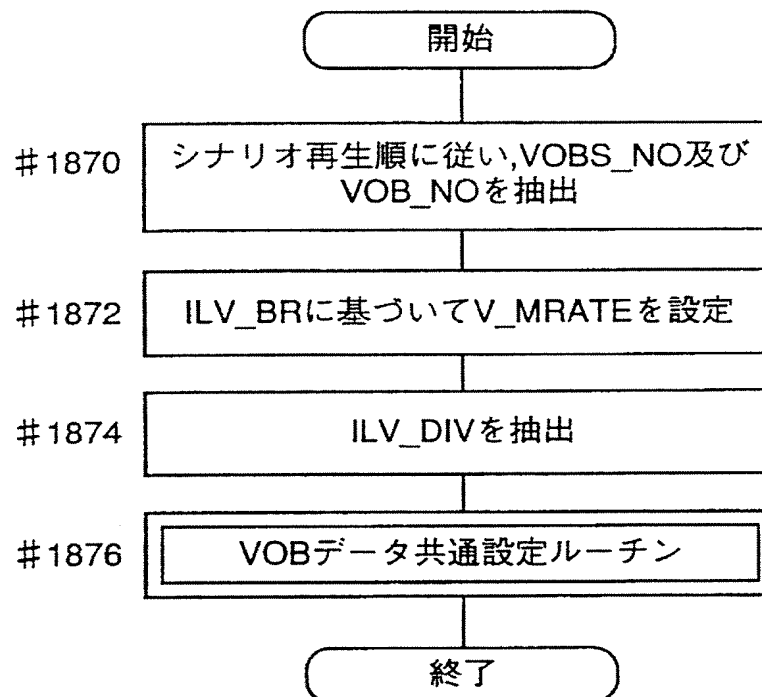 開始
#1870
シナリオ再生順に従い,VOBS_NO及び
VOB_NOを抽出
#1872
ILV_BRに基づいてV_MRATEを設定
#1874
ILV_DIVを抽出
#1876
VOBデータ共通設定ルーチン
終了